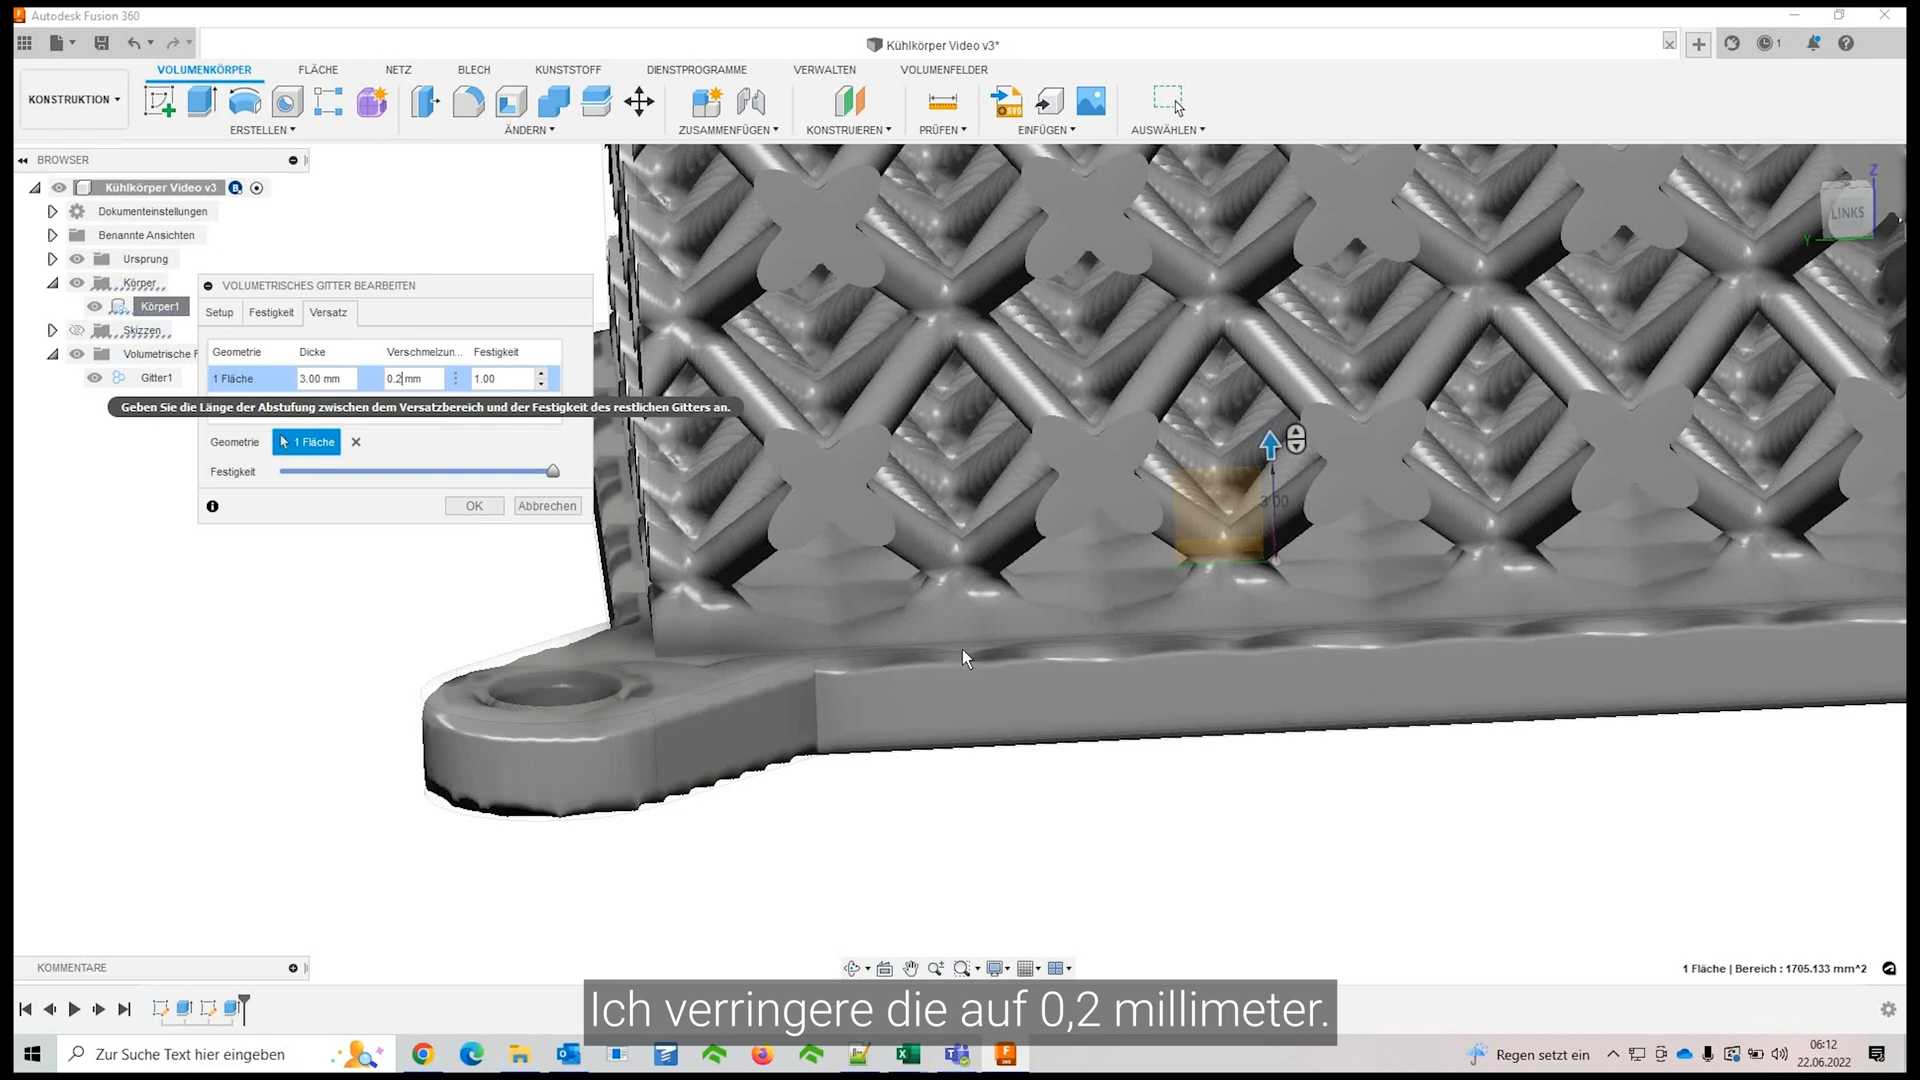 Autodesk Fusion 360
Kühlkörper Video v3*
1
KONSTRUKTION
VOLUMENKÖRPER FLÄCHE NETZ BLECH KUNSTSTOFF DIENSTPROGRAMME VERWALTEN VOLUMENFELDER
SVG
ERSTELLEN ÄNDERN ZUSAMMENFÜGEN KONSTRUIEREN PRÜFEN EINFÜGEN AUSWÄHLEN
BROWSER
Kühlkörper Video v3
Dokumenteinstellungen
Benannte Ansichten
Ursprung
Körper
Körper1
Skizzen
Volumetrische F
Gitter1
VOLUMETRISCHES GITTER BEARBEITEN
Setup Festigkeit Versatz
Geometrie Dicke Verschmelzun... Festigkeit
1 Fläche 3.00 mm 0.2 mm 1.00
Geben Sie die Länge der Abstufung zwischen dem Versatzbereich und der Festigkeit des restlichen Gitters an.
Geometrie 1 Fläche
Festigkeit
OK Abbrechen
Z
LINKS
Y
3.00
KOMMENTARE
1 Fläche | Bereich : 1705.133 mm^2
Ich verringere die auf 0,2 millimeter.
Zur Suche Text hier eingeben
Regen setzt ein
06:12
22.06.2022